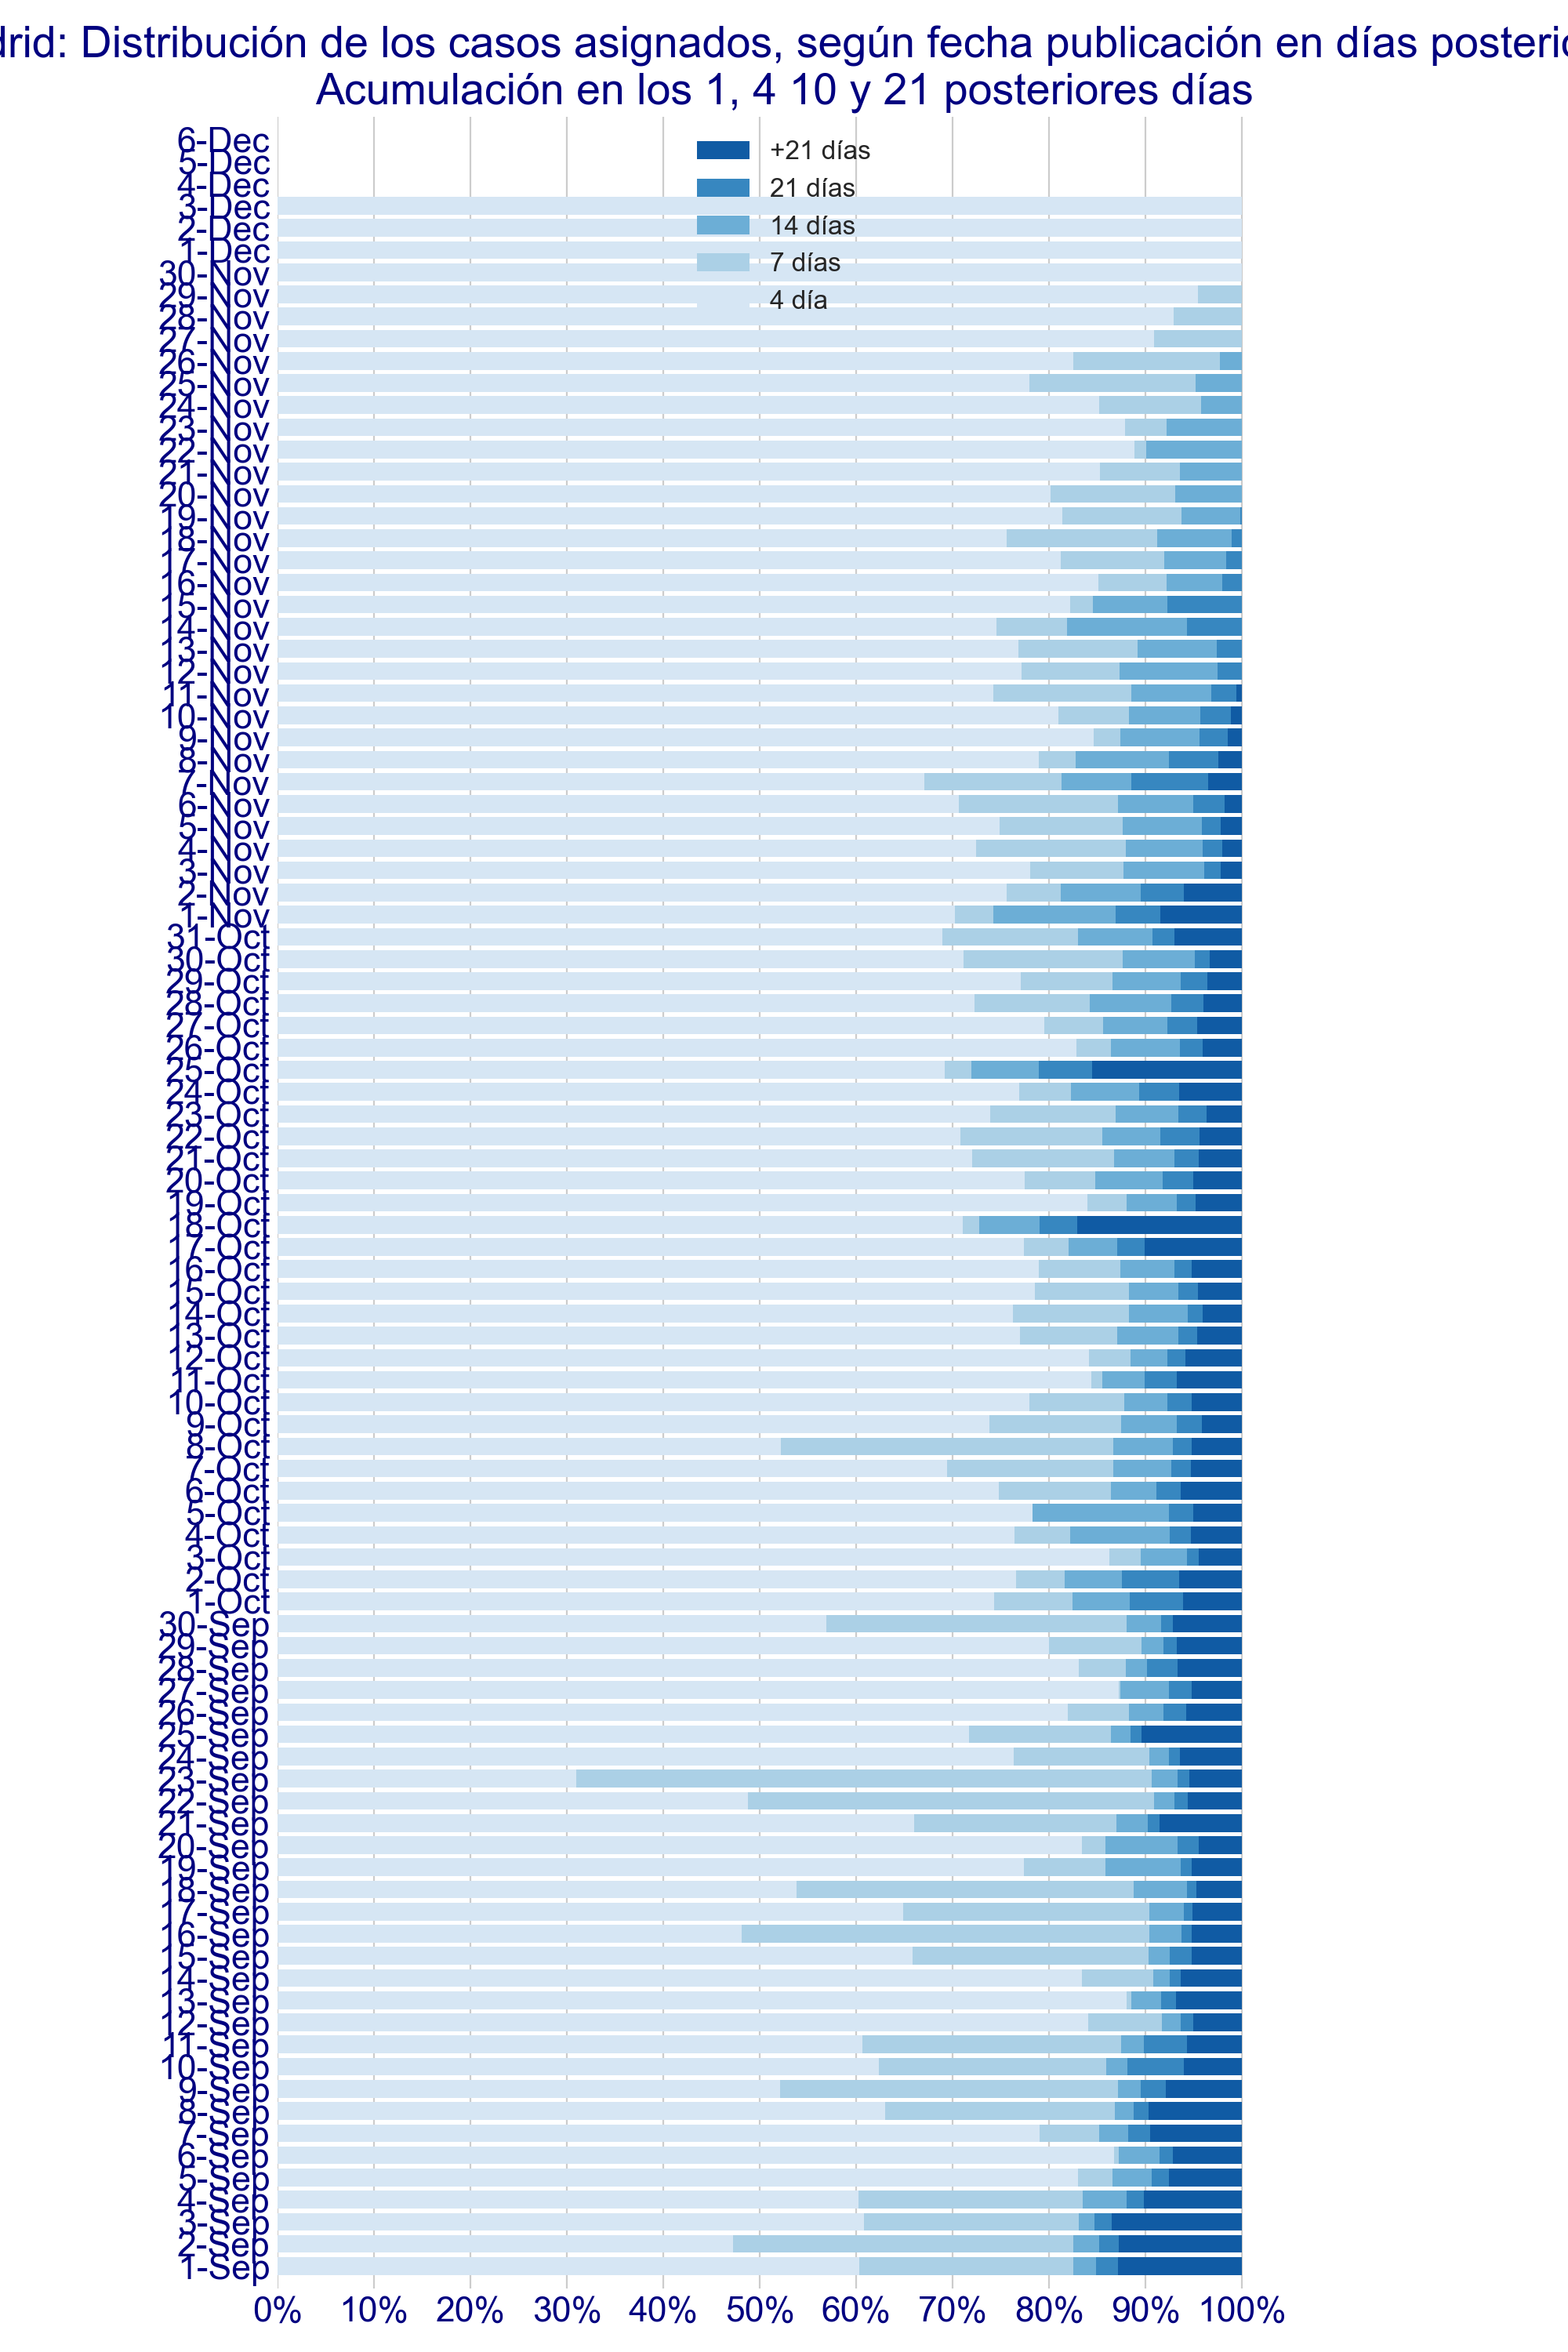 drid: Distribución de los casos asignados, según fecha publicación en días posterio
Acumulación en los 1, 4 10 y 21 posteriores días
+21 días
21 días
14 días
7 días
4 día
6-Dec
5-Dec
4-Dec
3-Dec
2-Dec
1-Dec
30-Nov
29-Nov
28-Nov
27-Nov
26-Nov
25-Nov
24-Nov
23-Nov
22-Nov
21-Nov
20-Nov
19-Nov
18-Nov
17-Nov
16-Nov
15-Nov
14-Nov
13-Nov
12-Nov
11-Nov
10-Nov
9-Nov
8-Nov
7-Nov
6-Nov
5-Nov
4-Nov
3-Nov
2-Nov
1-Nov
31-Oct
30-Oct
29-Oct
28-Oct
27-Oct
26-Oct
25-Oct
24-Oct
23-Oct
22-Oct
21-Oct
20-Oct
19-Oct
18-Oct
17-Oct
16-Oct
15-Oct
14-Oct
13-Oct
12-Oct
11-Oct
10-Oct
9-Oct
8-Oct
7-Oct
6-Oct
5-Oct
4-Oct
3-Oct
2-Oct
1-Oct
30-Sep
29-Sep
28-Sep
27-Sep
26-Sep
25-Sep
24-Sep
23-Sep
22-Sep
21-Sep
20-Sep
19-Sep
18-Sep
17-Sep
16-Sep
15-Sep
14-Sep
13-Sep
12-Sep
11-Sep
10-Sep
9-Sep
8-Sep
7-Sep
6-Sep
5-Sep
4-Sep
3-Sep
2-Sep
1-Sep
0% 10% 20% 30% 40% 50% 60% 70% 80% 90% 100%